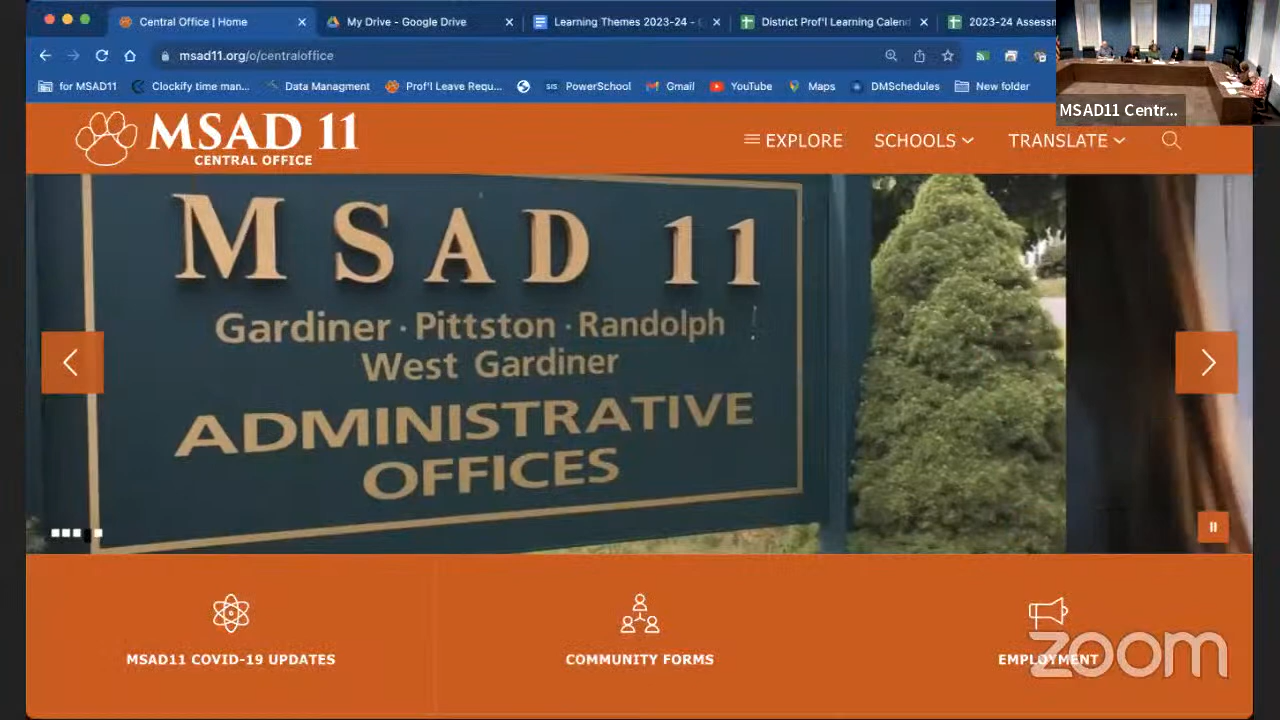 Central Office | Home
My Drive - Google Drive
Learning Themes 2023-24 -
District Prof'l Learning Calend
2023-24 Assessm
msad11.org/o/centraloffice
for MSAD11
Clockify time man...
Data Managment
Prof'l Leave Requ...
SIS
PowerSchool
Gmail
YouTube
Maps
DMSchedules
New folder
MSAD11 Centr...
MSAD 11
CENTRAL OFFICE
EXPLORE
SCHOOLS
TRANSLATE
MSAD 11
Gardiner · Pittston · Randolph
West Gardiner
ADMINISTRATIVE
OFFICES
MSAD11 COVID-19 UPDATES
COMMUNITY FORMS
EMPLOYMENT
zoom